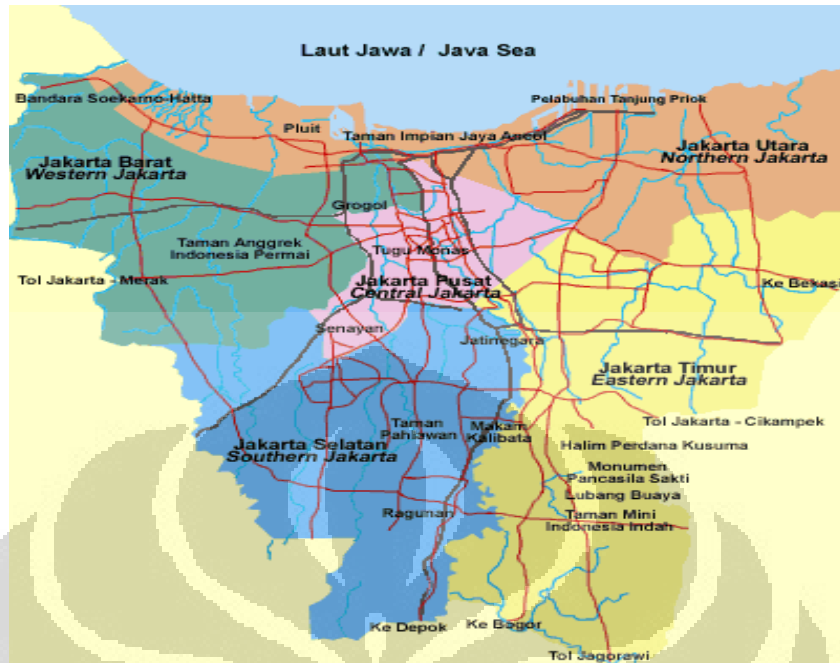 Laut Jawa / Java Sea
Bandara Soekarno-Hatta
Pelabuhan Tanjung Priok
Pluit
Taman Impian Jaya Ancol
Jakarta Barat
Western Jakarta
Jakarta Utara
Northern Jakarta
Grogol
Taman Anggrek
Indonesia Permai
Tugu Monas
Tol Jakarta - Merak
Jakarta Pusat
Central Jakarta
Ke Bekasi
Senayan
Jatinegara
Jakarta Timur
Eastern Jakarta
Taman
Pahlawan
Makam
Kalibata
Tol Jakarta - Cikampek
Jakarta Selatan
Southern Jakarta
Halim Perdana Kusuma
Monumen
Pancasila Sakti
Lubang Buaya
Ragunan
Taman Mini
Indonesia Indah
Ke Depok
Ke Bogor
Tol Jagorawi